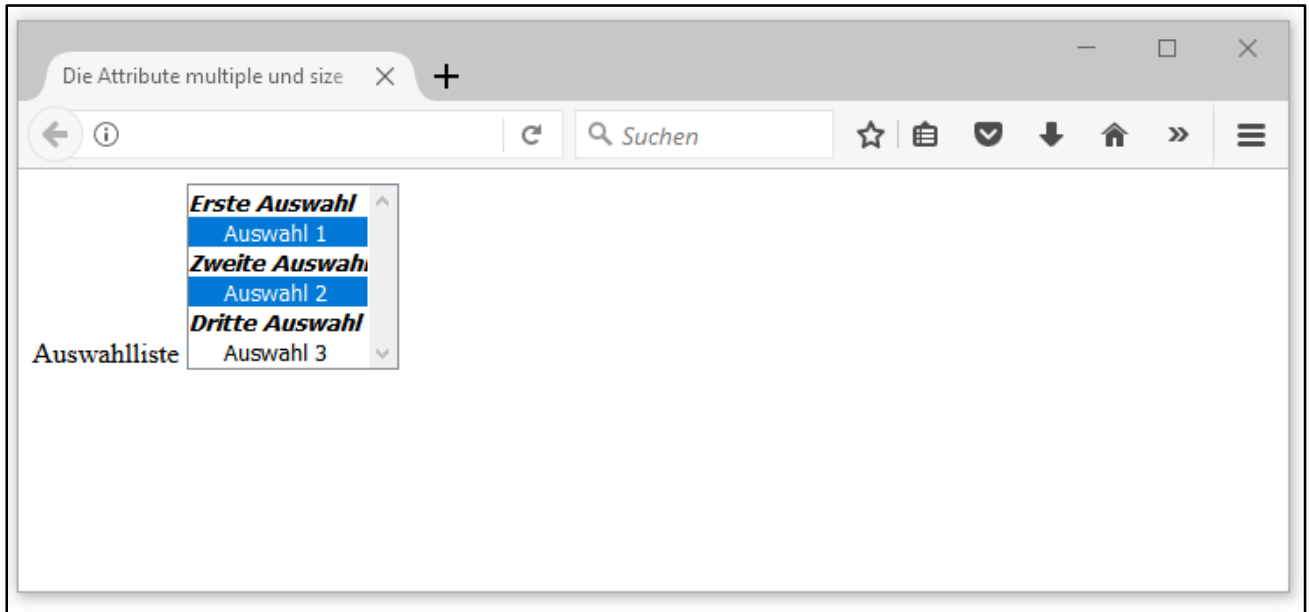 Die Attribute multiple und size
Suchen
Erste Auswahl
Auswahl 1
Zweite Auswahl
Auswahl 2
Dritte Auswahl
Auswahlliste Auswahl 3